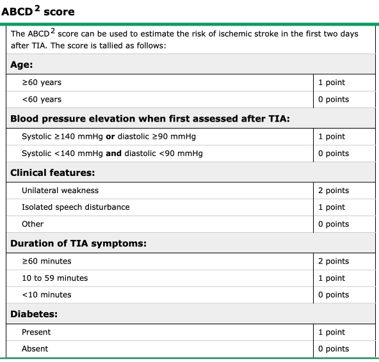 ABCD² score
The ABCD² score can be used to estimate the risk of ischemic stroke in the first two days
after TIA. The score is tallied as follows:
Age:
≥60 years 1 point
<60 years 0 points
Blood pressure elevation when first assessed after TIA:
Systolic ≥140 mmHg or diastolic ≥90 mmHg 1 point
Systolic <140 mmHg and diastolic <90 mmHg 0 points
Clinical features:
Unilateral weakness 2 points
Isolated speech disturbance 1 point
Other 0 points
Duration of TIA symptoms:
≥60 minutes 2 points
10 to 59 minutes 1 point
<10 minutes 0 points
Diabetes:
Present 1 point
Absent 0 points